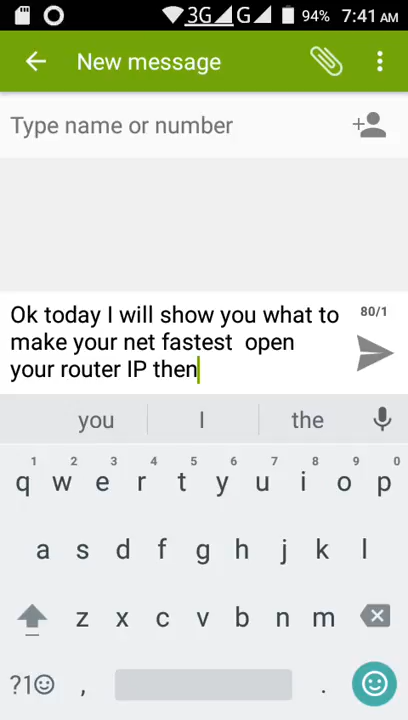 3G G 94% 7:41 AM
New message
Type name or number
Ok today I will show you what to 80/1
make your net fastest  open
your router IP then
you I the
1 2 3 4 5 6 7 8 9 0
q w e r t y u i o p
a s d f g h j k l
z x c v b n m
?1 , .